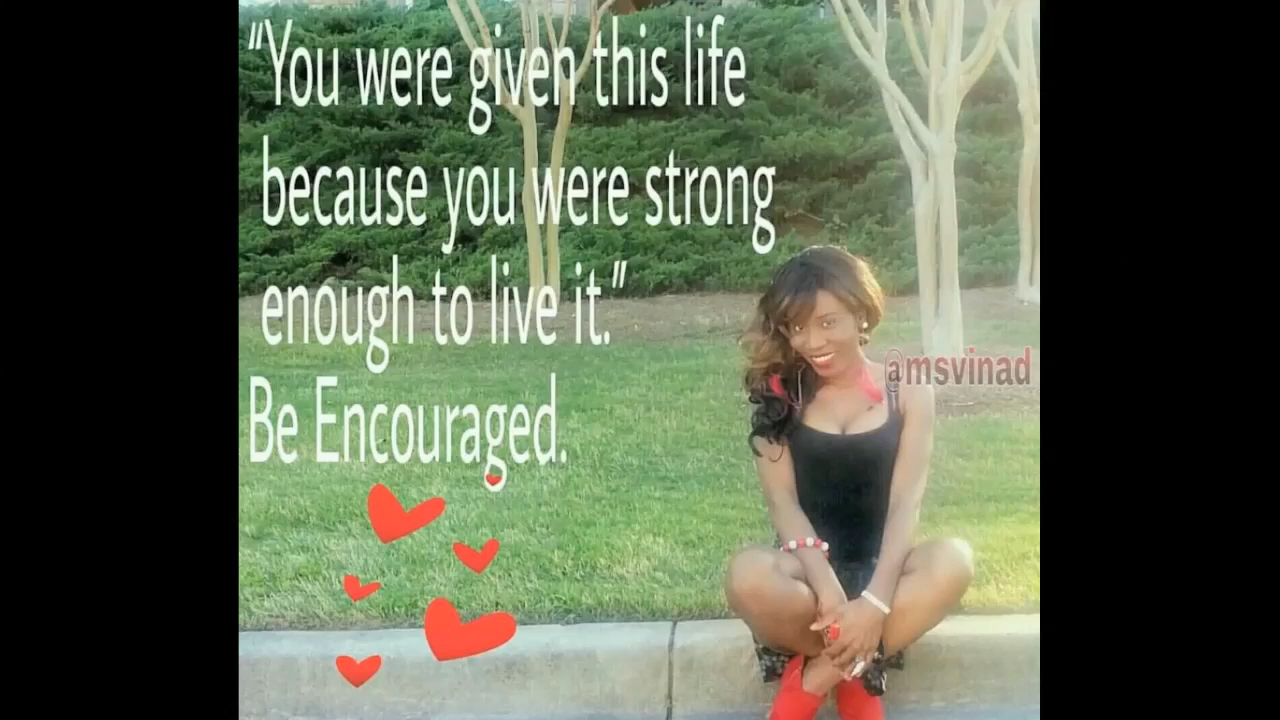 “You were given this life
because you were strong
enough to live it.”
Be Encouraged.
@msvinad